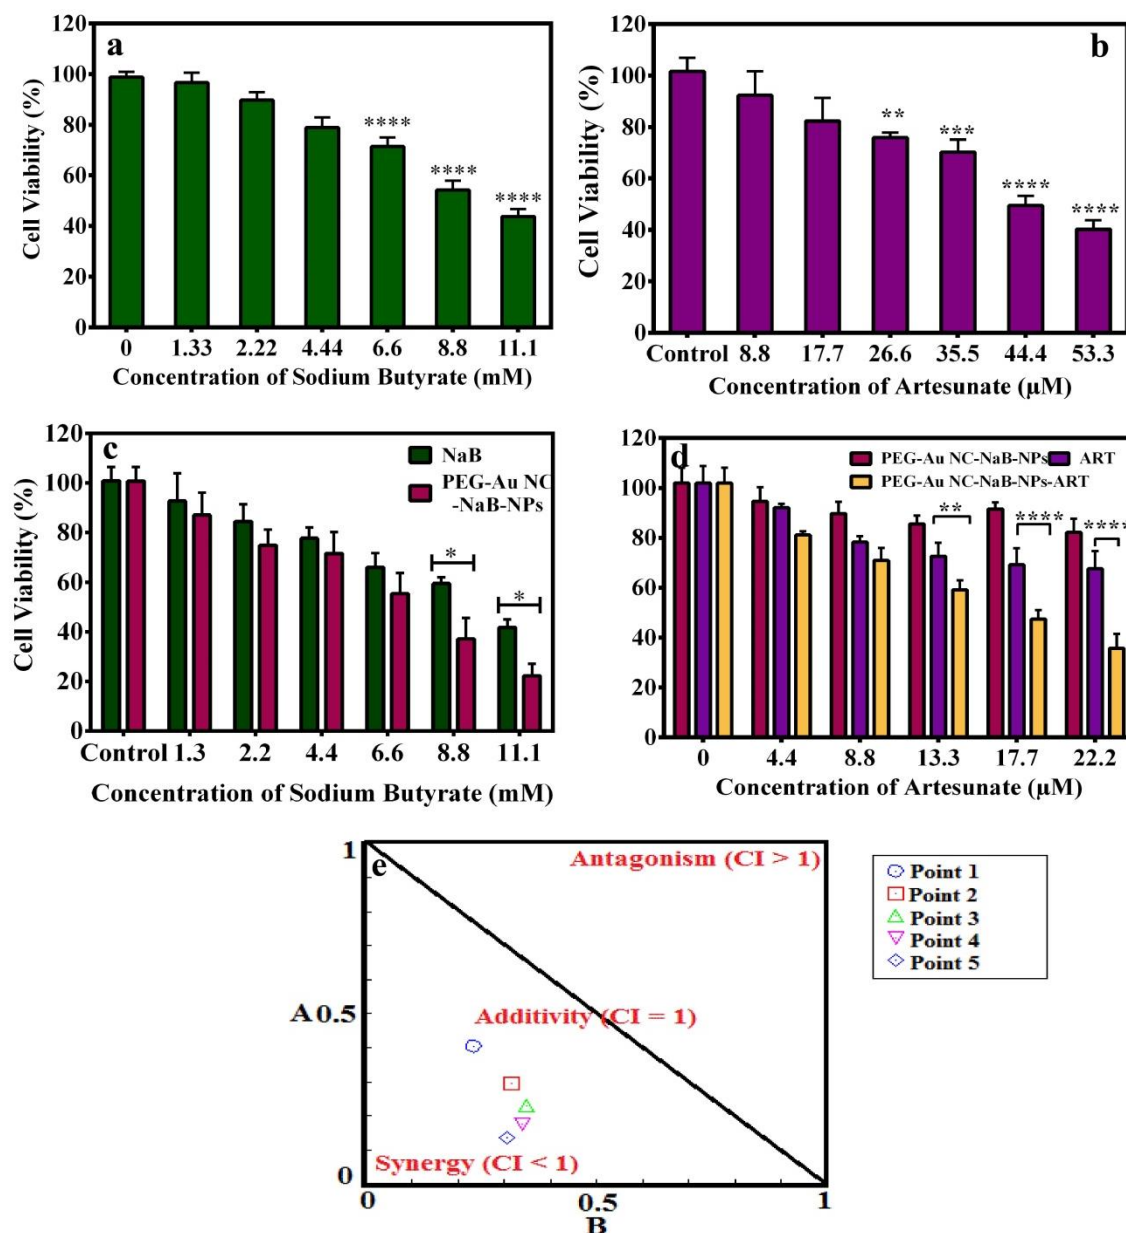 a
Cell Viability (%)
120
100
80
60
40
20
0
****
****
****
0 1.33 2.22 4.44 6.6 8.8 11.1
Concentration of Sodium Butyrate (mM)
b
Cell Viability (%)
120
100
80
60
40
20
0
**
***
****
****
Control 8.8 17.7 26.6 35.5 44.4 53.3
Concentration of Artesunate (μM)
c
Cell Viability (%)
120
100
80
60
40
20
0
NaB
PEG-Au NC
-NaB-NPs
*
*
Control 1.3 2.2 4.4 6.6 8.8 11.1
Concentration of Sodium Butyrate (mM)
d
120
100
80
60
40
20
0
PEG-Au NC-NaB-NPs ART
PEG-Au NC-NaB-NPs-ART
**
****
****
0 4.4 8.8 13.3 17.7 22.2
Concentration of Artesunate (μM)
e
1
Antagonism (CI > 1)
A 0.5
Additivity (CI = 1)
Synergy (CI < 1)
0
0 0.5 1
B
Point 1
Point 2
Point 3
Point 4
Point 5